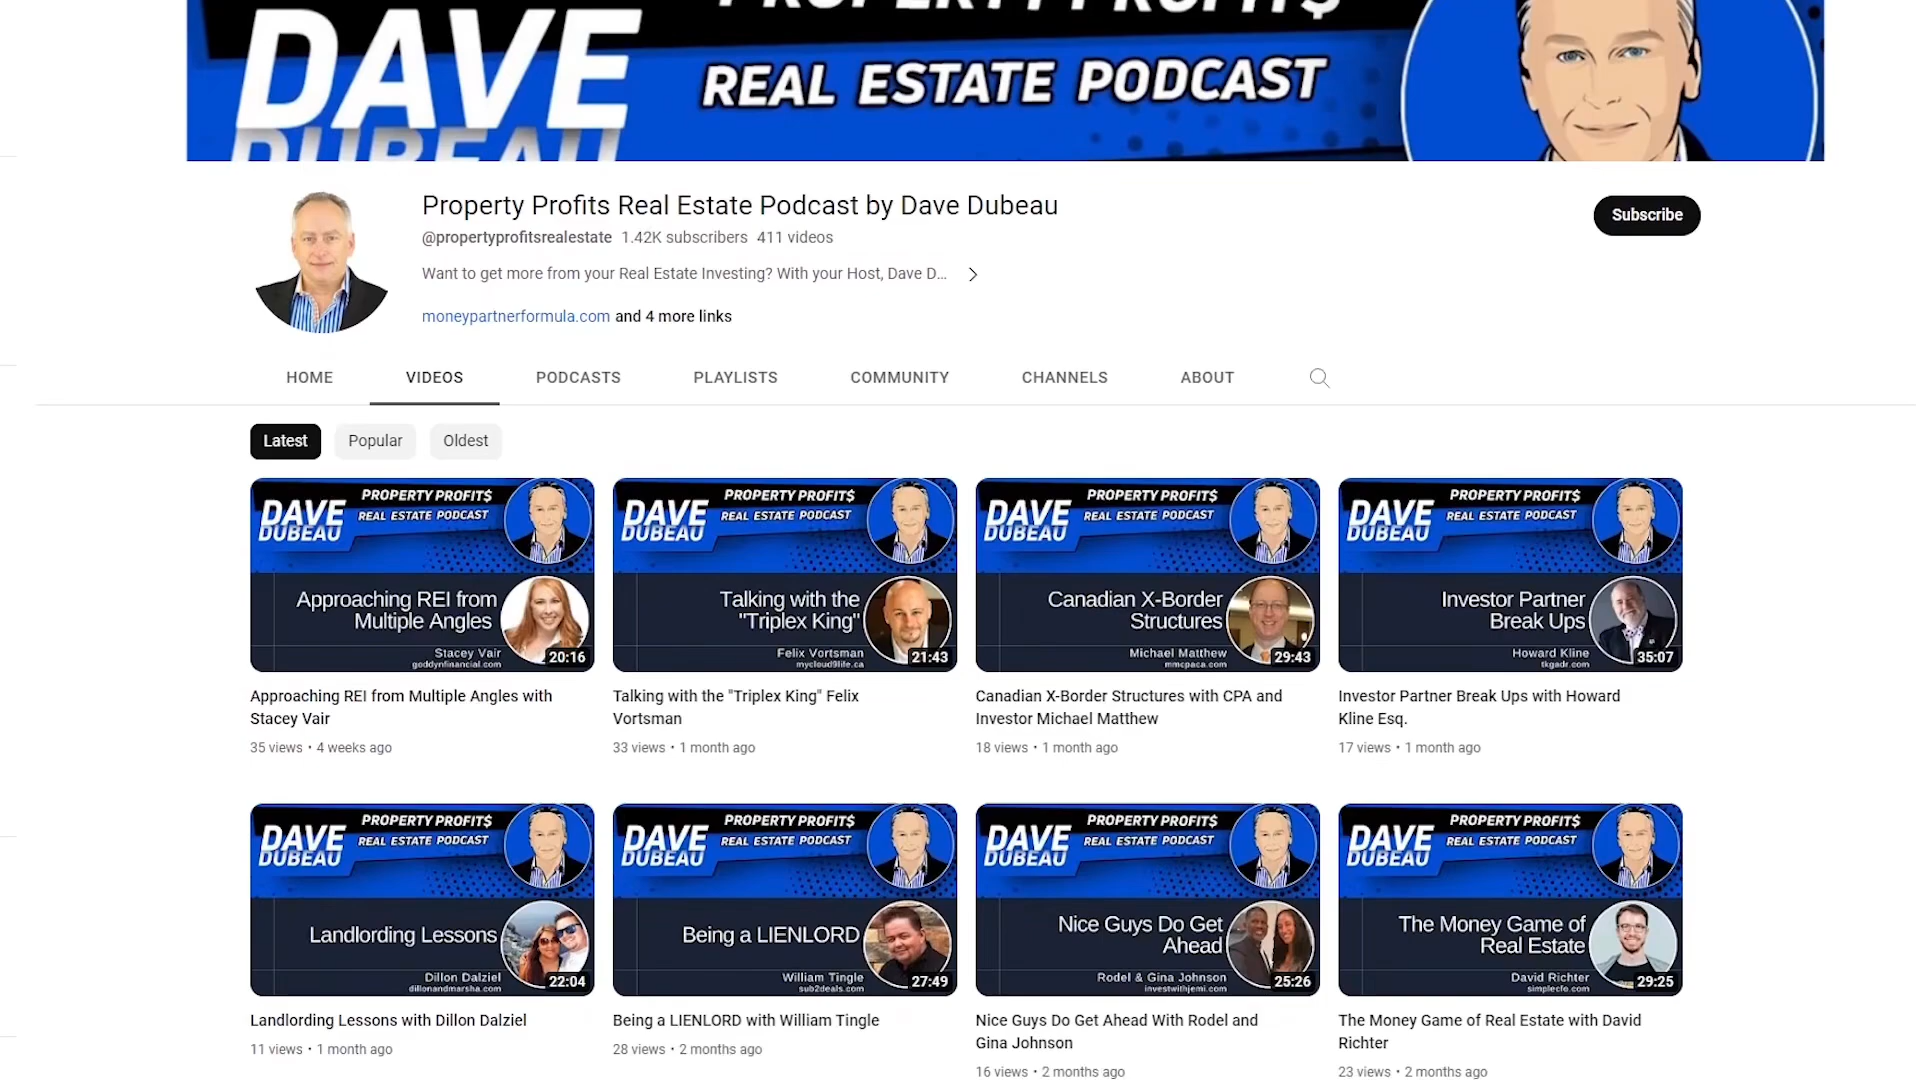 PROPERTY PROFIT$
DAVE
REAL ESTATE PODCAST
DUBEAU
Property Profits Real Estate Podcast by Dave Dubeau
Subscribe
@propertyprofitsrealestate 1.42K subscribers 411 videos
Want to get more from your Real Estate Investing? With your Host, Dave D...
moneypartnerformula.com and 4 more links
HOME VIDEOS PODCASTS PLAYLISTS COMMUNITY CHANNELS ABOUT
Latest Popular Oldest
PROPERTY PROFIT$
DAVE
REAL ESTATE PODCAST
DUBEAU
Approaching REI from
Multiple Angles
Stacey Vair
goddynfinancial.com
20:16
Approaching REI from Multiple Angles with
Stacey Vair
35 views • 4 weeks ago
PROPERTY PROFIT$
DAVE
REAL ESTATE PODCAST
DUBEAU
Talking with the
"Triplex King"
Felix Vortsman
mycloud9life.ca
21:43
Talking with the "Triplex King" Felix
Vortsman
33 views • 1 month ago
PROPERTY PROFIT$
DAVE
REAL ESTATE PODCAST
DUBEAU
Canadian X-Border
Structures
Michael Matthew
mmcpaca.com
29:43
Canadian X-Border Structures with CPA and
Investor Michael Matthew
18 views • 1 month ago
PROPERTY PROFIT$
DAVE
REAL ESTATE PODCAST
DUBEAU
Investor Partner
Break Ups
Howard Kline
tkgadr.com
35:07
Investor Partner Break Ups with Howard
Kline Esq.
17 views • 1 month ago
PROPERTY PROFIT$
DAVE
REAL ESTATE PODCAST
DUBEAU
Landlording Lessons
Dillon Dalziel
dillonandmarsha.com
22:04
Landlording Lessons with Dillon Dalziel
11 views • 1 month ago
PROPERTY PROFIT$
DAVE
REAL ESTATE PODCAST
DUBEAU
Being a LIENLORD
William Tingle
sub2deals.com
27:49
Being a LIENLORD with William Tingle
28 views • 2 months ago
PROPERTY PROFIT$
DAVE
REAL ESTATE PODCAST
DUBEAU
Nice Guys Do Get
Ahead
Rodel & Gina Johnson
investwithjemi.com
25:26
Nice Guys Do Get Ahead With Rodel and
Gina Johnson
16 views • 2 months ago
PROPERTY PROFIT$
DAVE
REAL ESTATE PODCAST
DUBEAU
The Money Game of
Real Estate
David Richter
simplecfo.com
29:25
The Money Game of Real Estate with David
Richter
23 views • 2 months ago